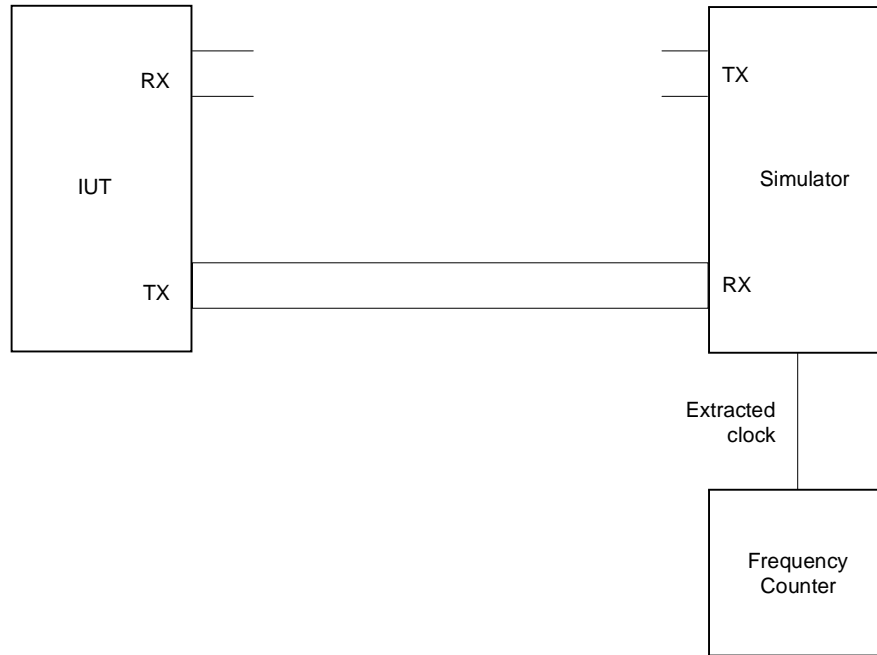 RX
TX
IUT
Simulator
TX
RX
Extracted
clock
Frequency
Counter